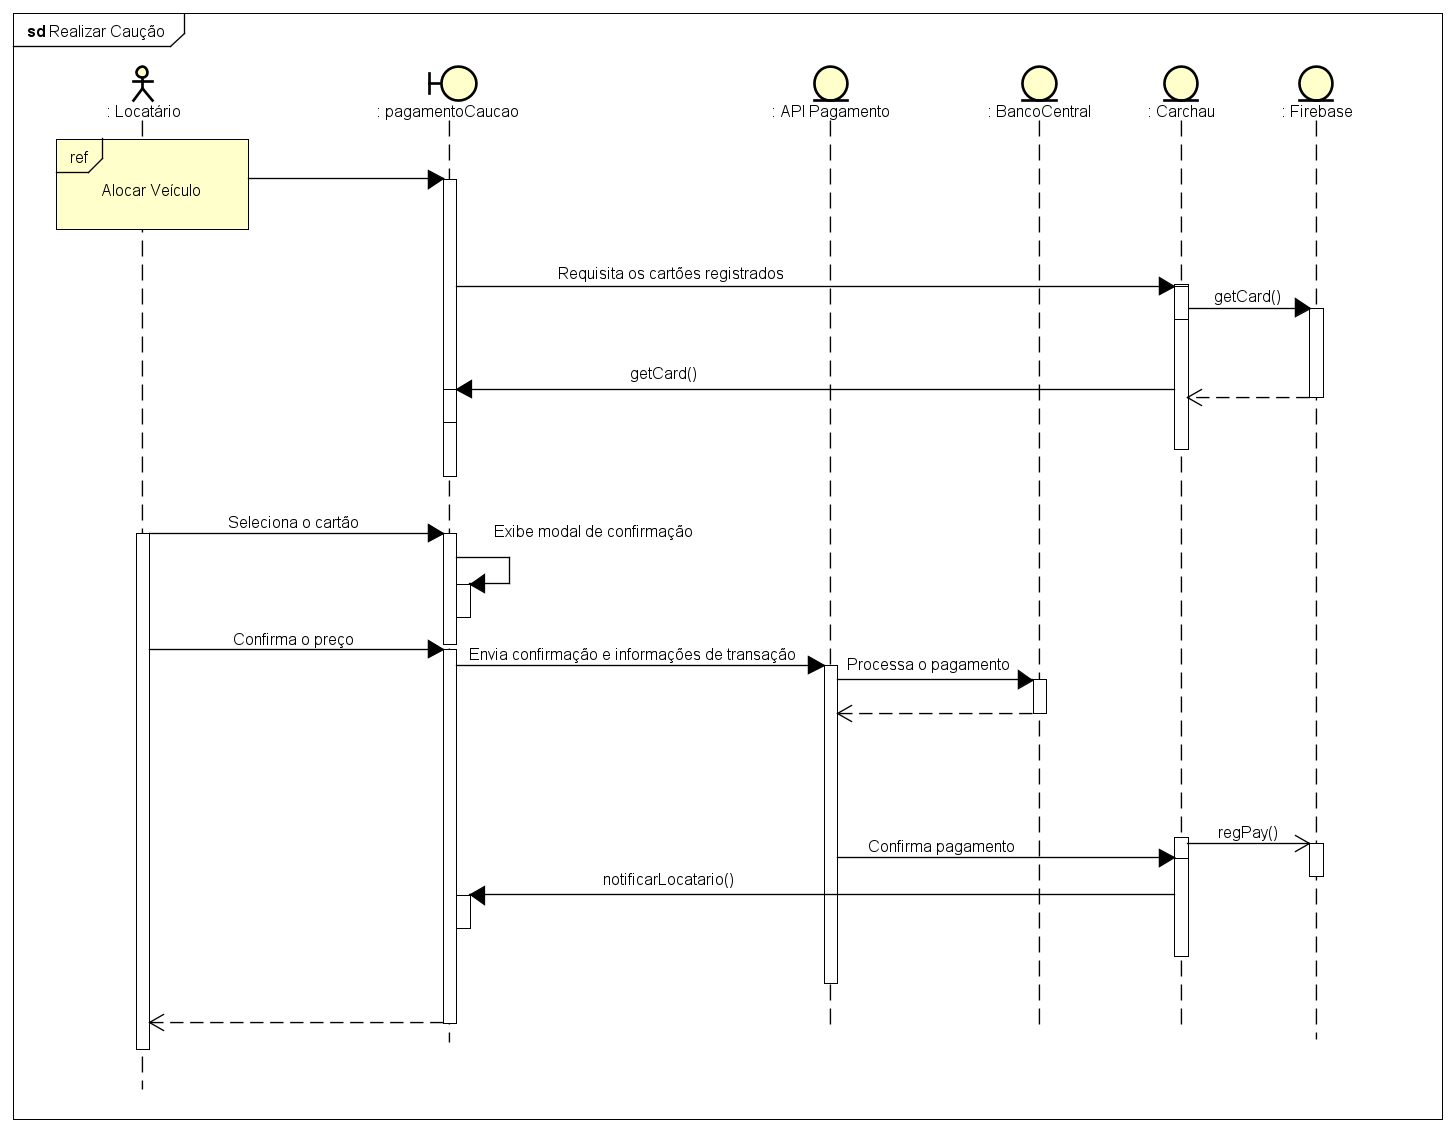 sd Realizar Caução
: Locatário
: pagamentoCaucao
: API Pagamento
: BancoCentral
: Carchau
: Firebase
ref
Alocar Veículo
Requisita os cartões registrados
getCard()
getCard()
Seleciona o cartão
Exibe modal de confirmação
Confirma o preço
Envia confirmação e informações de transação
Processa o pagamento
regPay()
Confirma pagamento
notificarLocatario()